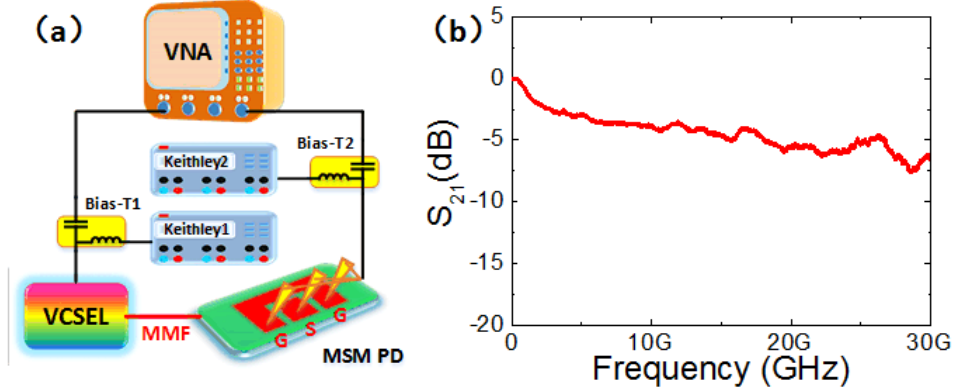 (a)
VNA
Bias-T2
Keithley2
Bias-T1
Keithley1
VCSEL
MMF
G S G
MSM PD
(b)
5
0
-5
-10
-15
-20
S21(dB)
0 10G 20G 30G
Frequency (GHz)